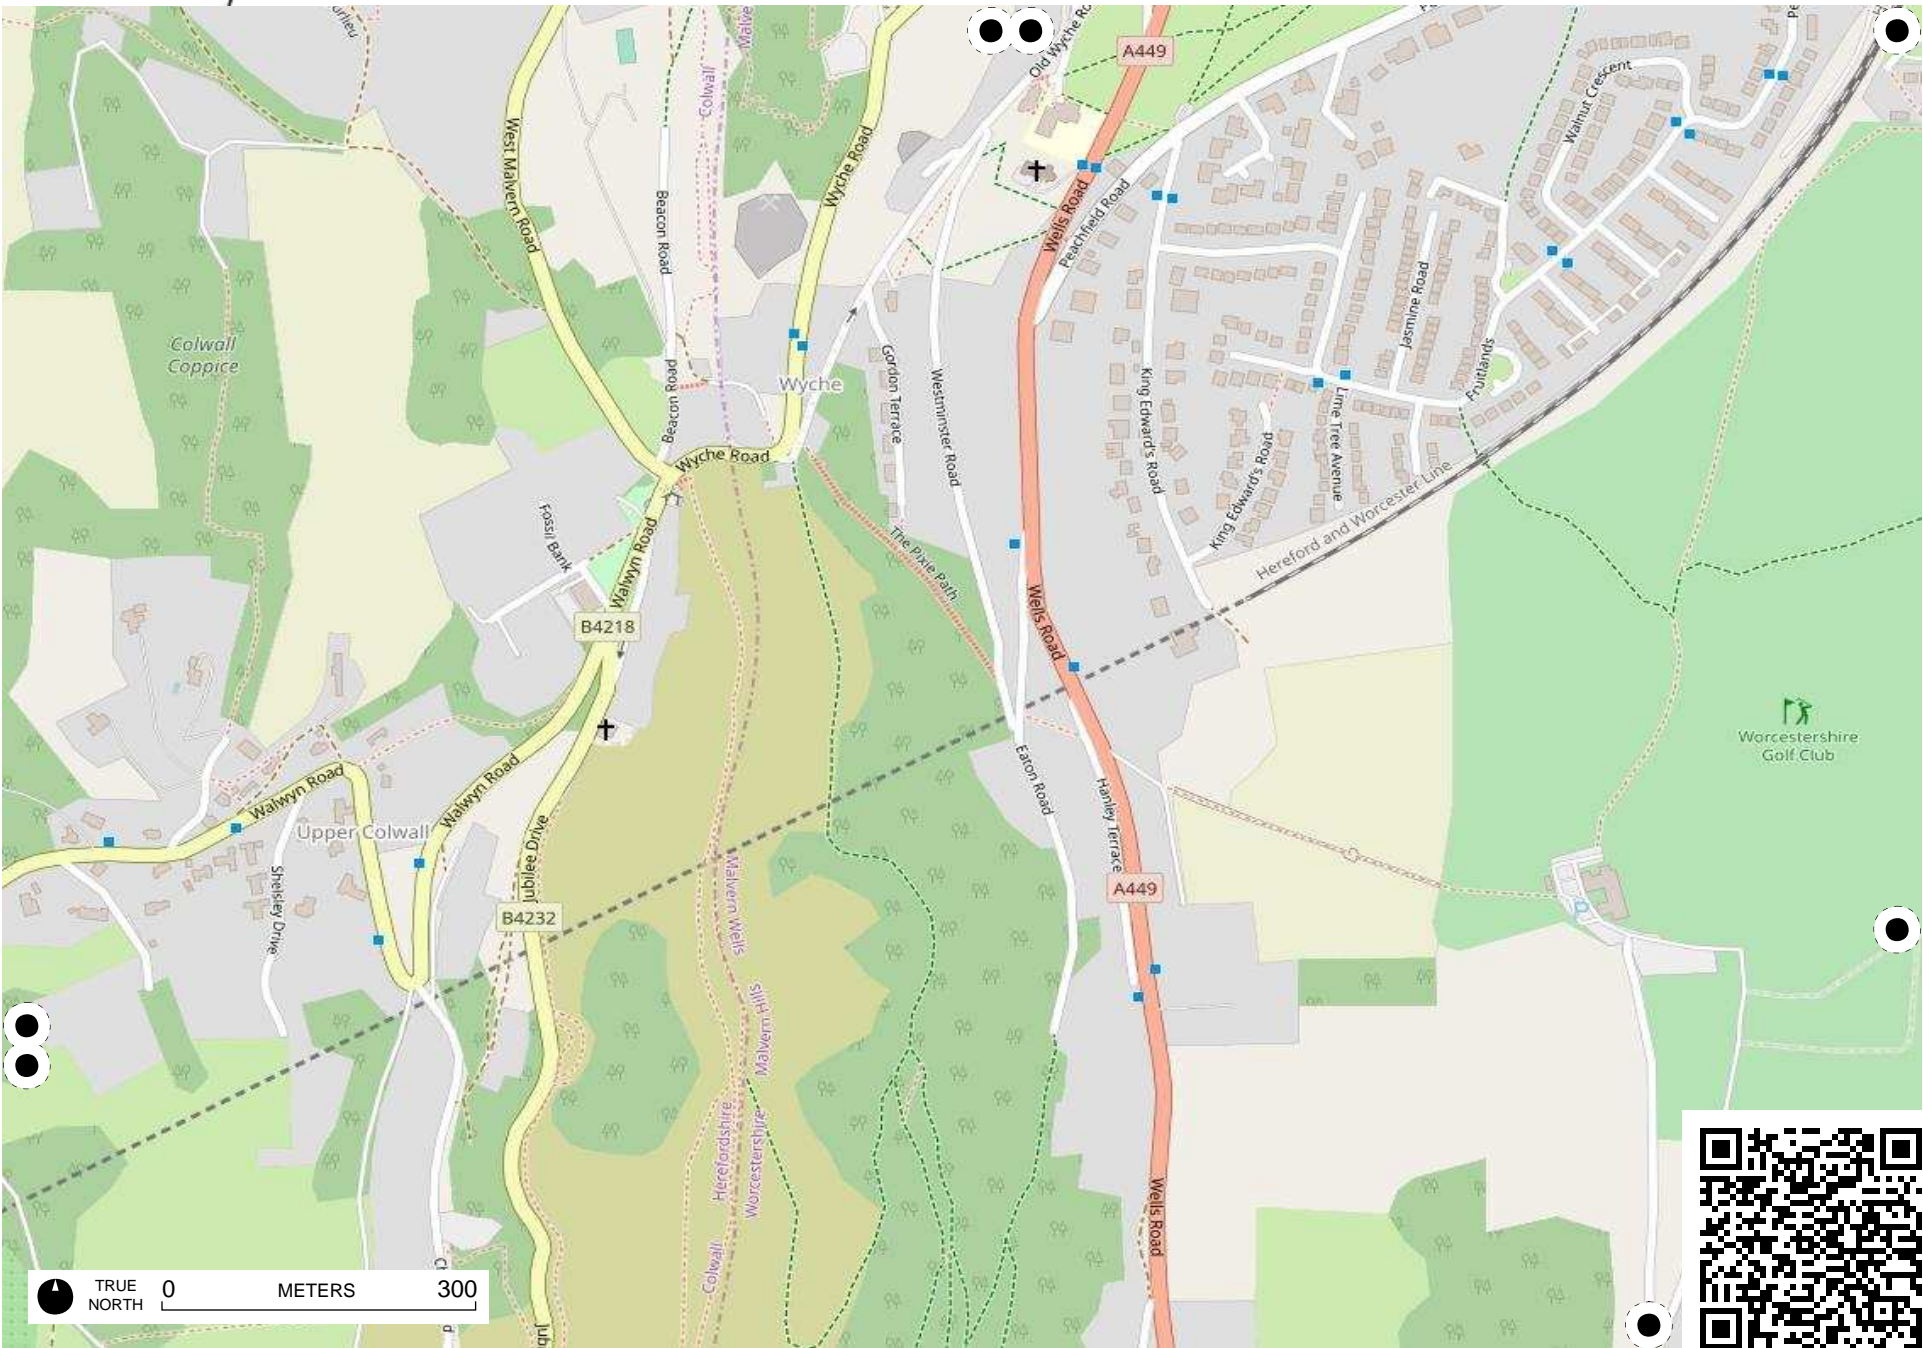 Malve
Old Wyche Ro
A449
Walnut Crescent
Colwall
West Malvern Road
Wyche Road
Beacon Road
Wells Road
Peachfield Road
Jasmine Road
Colwall
Coppice
Wyche
Gordon Terrace
Westminster Road
King Edward's Road
Fruitlands
Lime Tree Avenue
Beacon Road
Wyche Road
King Edward's Road
Hereford and Worcester Line
Fossil Bank
Walwyn Road
The Pixie Path
B4218
Wells Road
Worcestershire
Golf Club
Eaton Road
Walwyn Road
Walwyn Road
Upper Colwall
Jubilee Drive
Hanley Terrace
Shelsley Drive
Malvern Wells
A449
B4232
Malvern Hills
Herefordshire
Worcestershire
Wells Road
Colwall
TRUE
NORTH
0 METERS 300
Jub